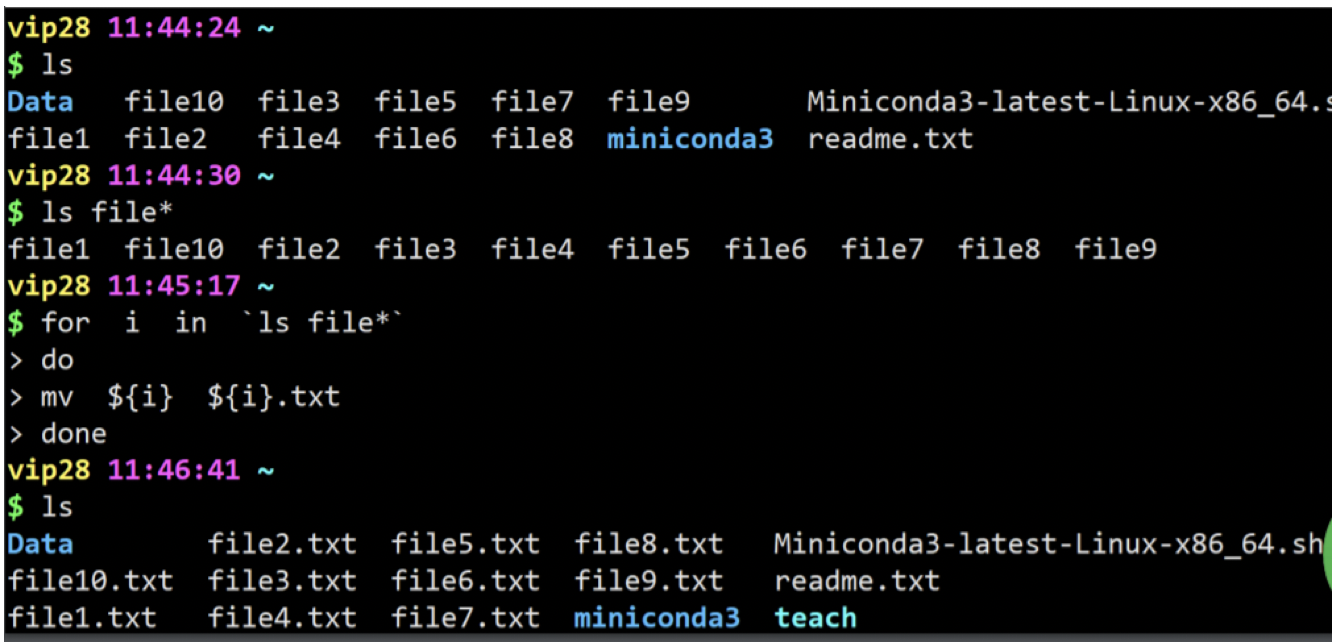 vip28 11:44:24 ~
$ ls
Data file10 file3 file5 file7 file9 Miniconda3-latest-Linux-x86_64.s
file1 file2 file4 file6 file8 miniconda3 readme.txt
vip28 11:44:30 ~
$ ls file*
file1 file10 file2 file3 file4 file5 file6 file7 file8 file9
vip28 11:45:17 ~
$ for i in `ls file*`
> do
> mv ${i} ${i}.txt
> done
vip28 11:46:41 ~
$ ls
Data file2.txt file5.txt file8.txt Miniconda3-latest-Linux-x86_64.sh
file10.txt file3.txt file6.txt file9.txt readme.txt
file1.txt file4.txt file7.txt miniconda3 teach